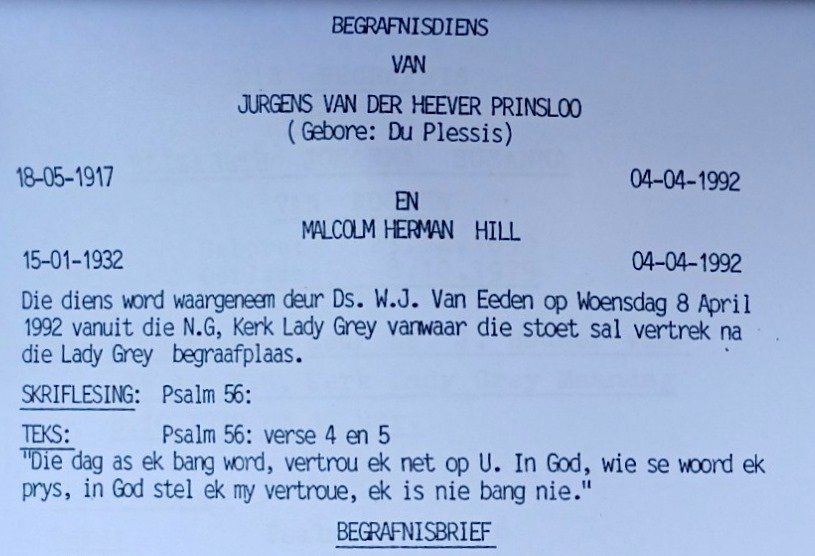 BEGRAFNISDIENS
VAN
JURGENS VAN DER HEEVER PRINSLOO
(Gebore: Du Plessis)
18-05-1917 04-04-1992
EN
MALCOLM HERMAN HILL
15-01-1932 04-04-1992
Die diens word waargeneem deur Ds. W.J. Van Eeden op Woensdag 8 April
1992 vanuit die N.G, Kerk Lady Grey vanwaar die stoet sal vertrek na
die Lady Grey begraafplaas.
SKRIFLESING: Psalm 56:
TEKS: Psalm 56: verse 4 en 5
"Die dag as ek bang word, vertrou ek net op U. In God, wie se woord ek
prys, in God stel ek my vertroue, ek is nie bang nie."
BEGRAFNISBRIEF